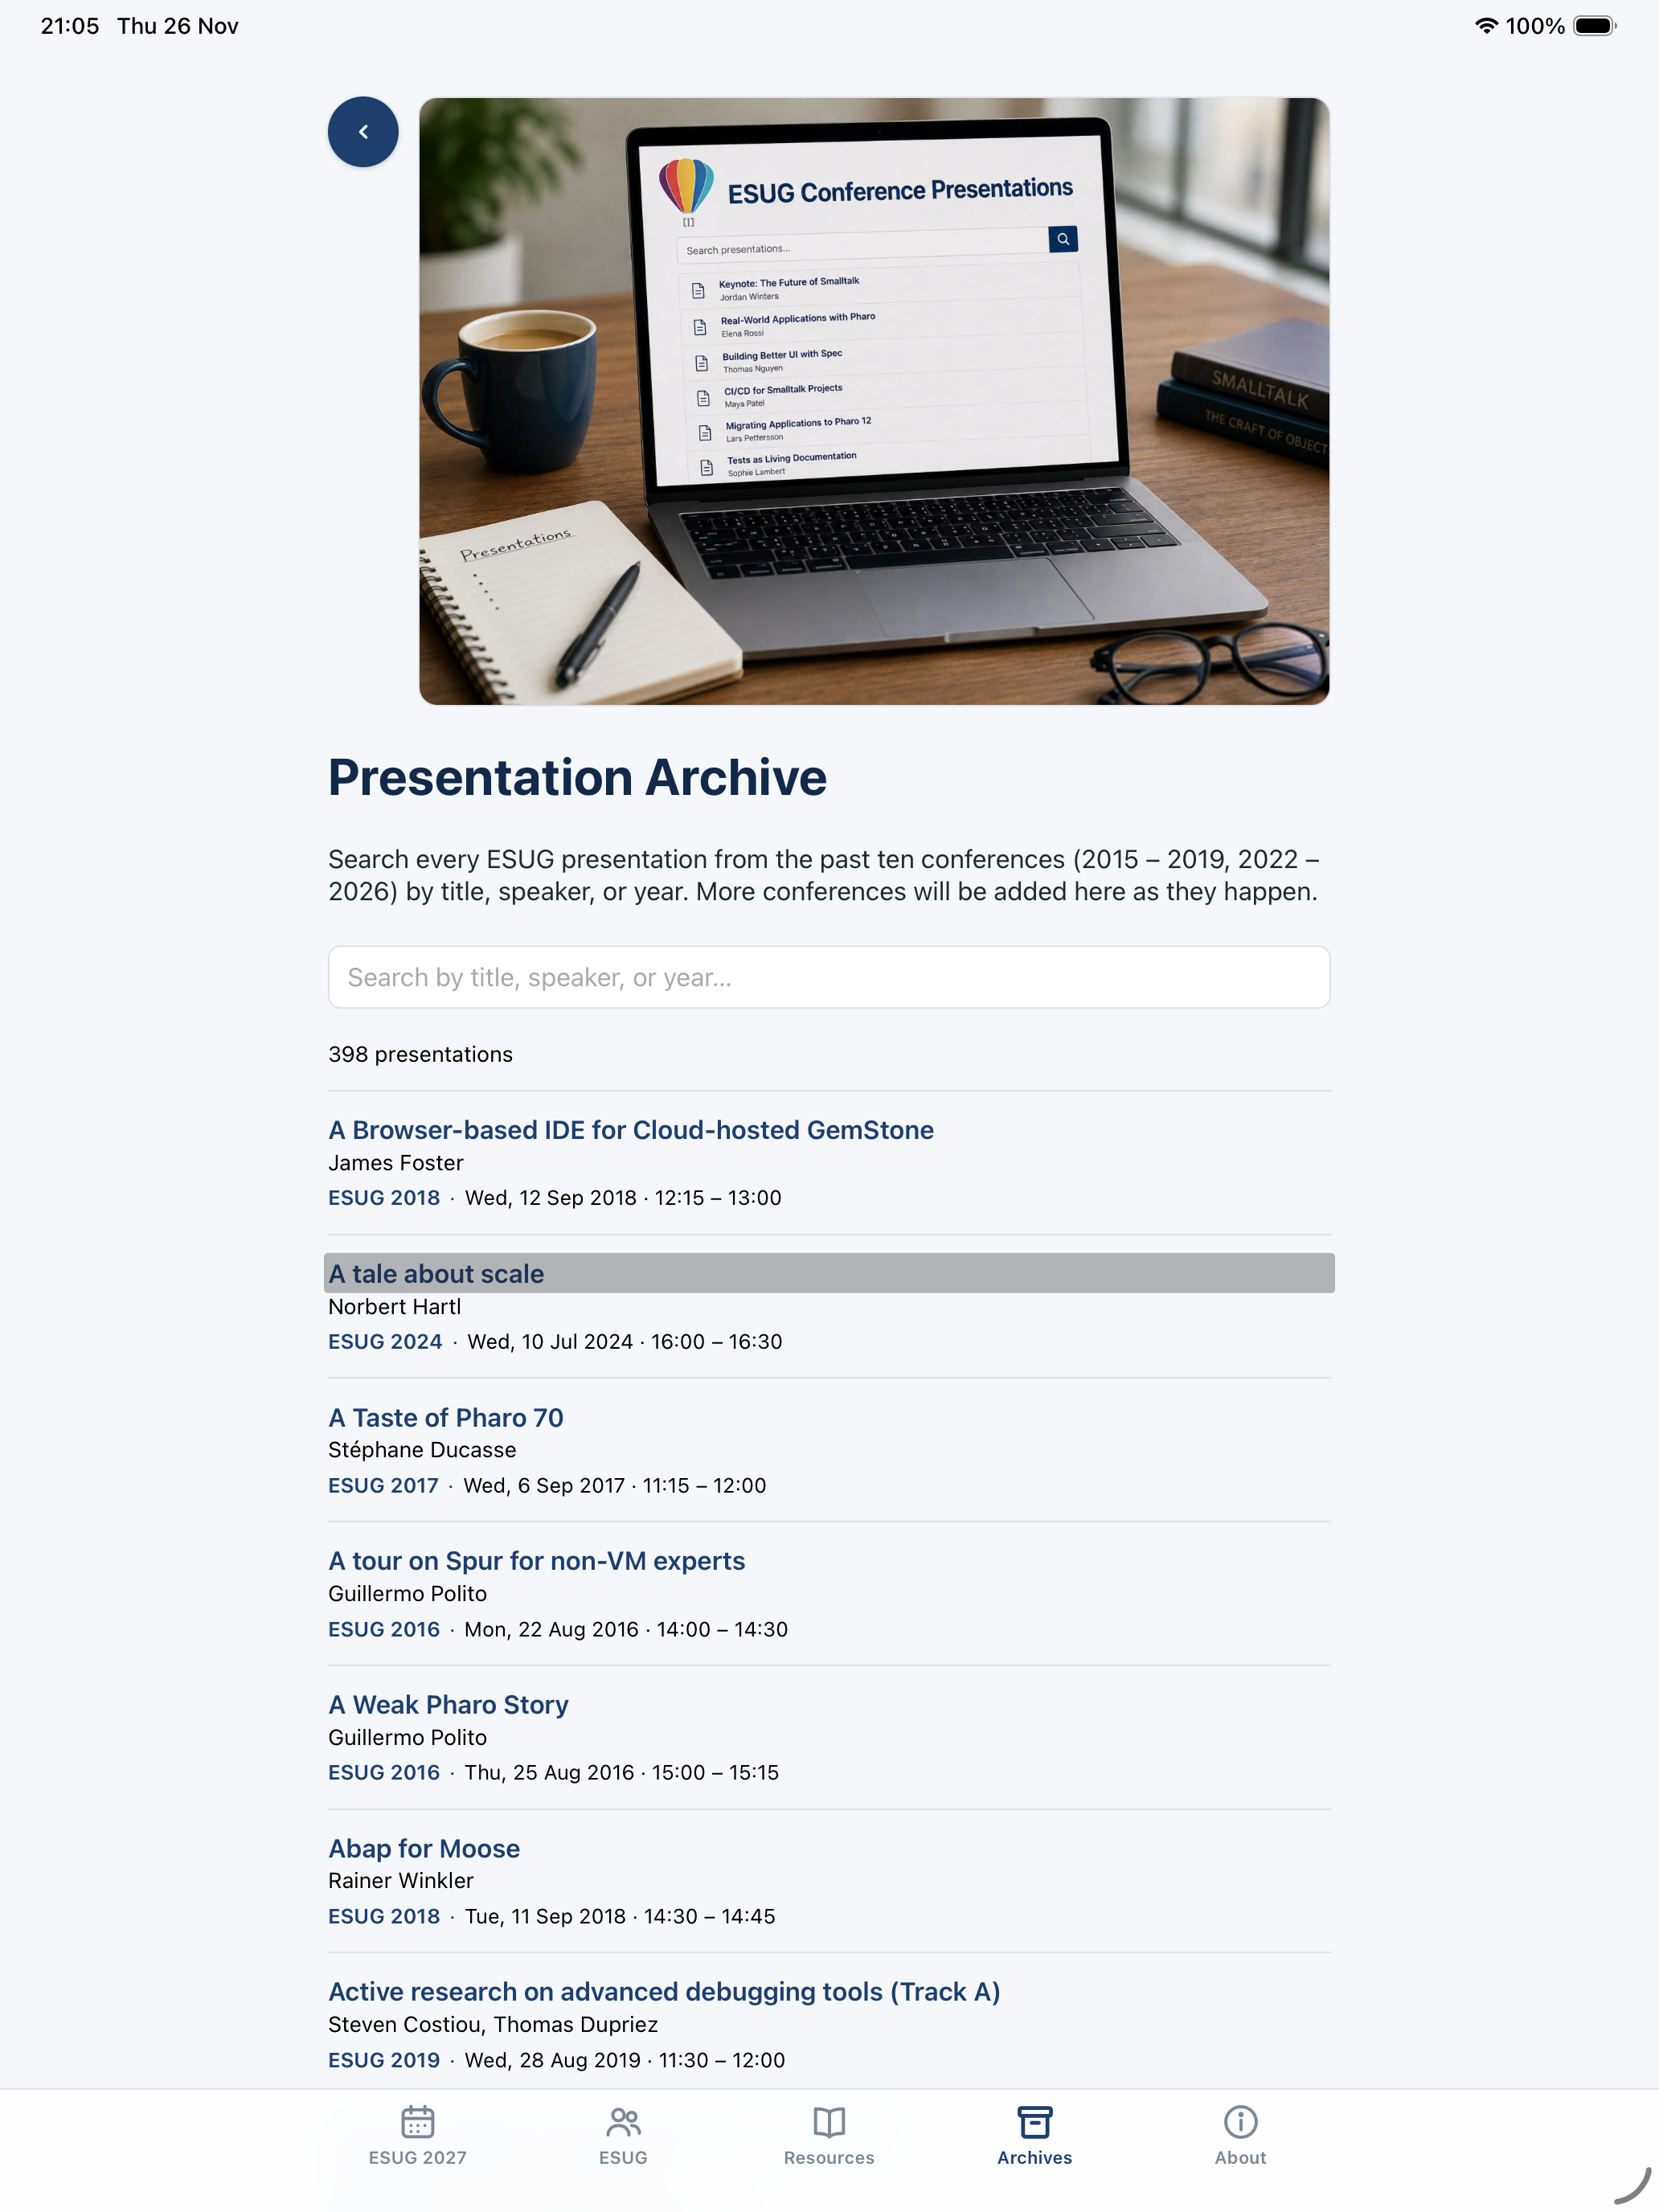 21:05 Thu 26 Nov
100%
ESUG Conference Presentations
Search presentations...
Keynote: The Future of Smalltalk
Jordan Winters
Real-World Applications with Pharo
Elena Rossi
Building Better UI with Spec
Thomas Nguyen
CI/CD for Smalltalk Projects
Maya Patel
Migrating Applications to Pharo 12
Lars Pettersson
Tests as Living Documentation
Sophie Lambert
SMALLTALK
THE CRAFT OF OBJECT
Presentations
Presentation Archive
Search every ESUG presentation from the past ten conferences (2015 – 2019, 2022 –
2026) by title, speaker, or year. More conferences will be added here as they happen.
Search by title, speaker, or year...
398 presentations
A Browser-based IDE for Cloud-hosted GemStone
James Foster
ESUG 2018 · Wed, 12 Sep 2018 · 12:15 – 13:00
A tale about scale
Norbert Hartl
ESUG 2024 · Wed, 10 Jul 2024 · 16:00 – 16:30
A Taste of Pharo 70
Stéphane Ducasse
ESUG 2017 · Wed, 6 Sep 2017 · 11:15 – 12:00
A tour on Spur for non-VM experts
Guillermo Polito
ESUG 2016 · Mon, 22 Aug 2016 · 14:00 – 14:30
A Weak Pharo Story
Guillermo Polito
ESUG 2016 · Thu, 25 Aug 2016 · 15:00 – 15:15
Abap for Moose
Rainer Winkler
ESUG 2018 · Tue, 11 Sep 2018 · 14:30 – 14:45
Active research on advanced debugging tools (Track A)
Steven Costiou, Thomas Dupriez
ESUG 2019 · Wed, 28 Aug 2019 · 11:30 – 12:00
ESUG 2027
ESUG
Resources
Archives
About